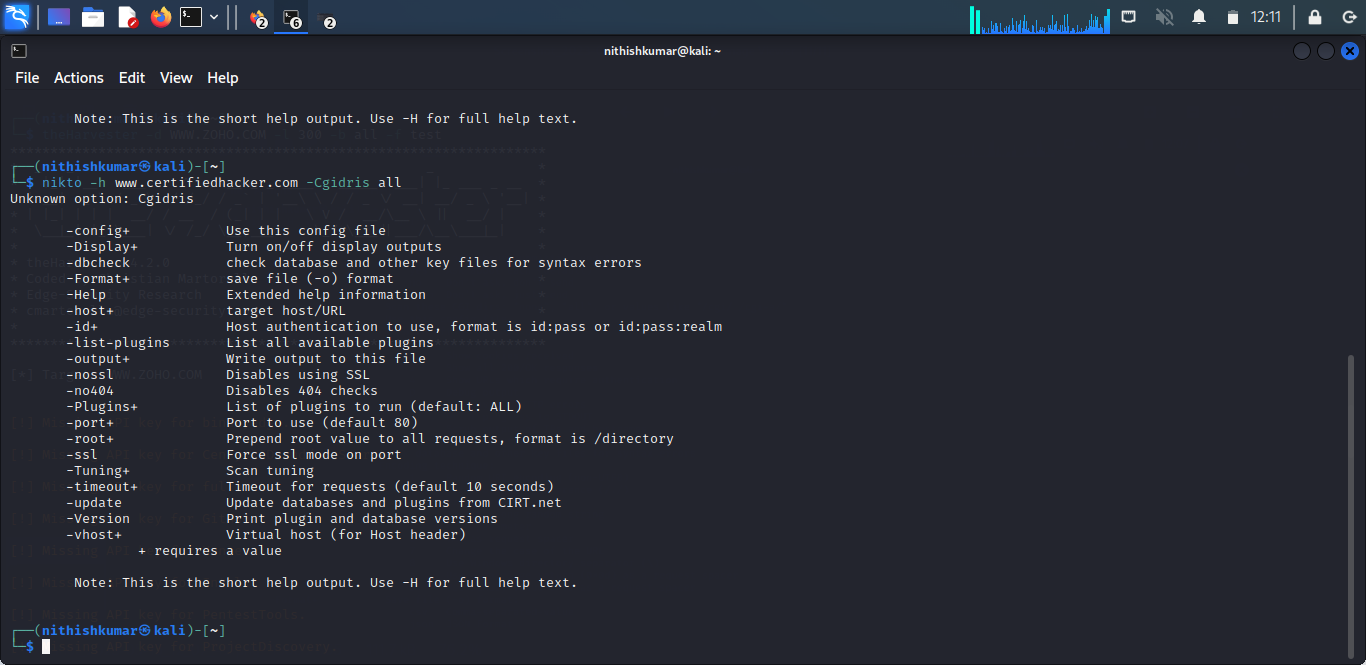 2
6
2
12:11
nithishkumar@kali: ~
File Actions Edit View Help
Note: This is the short help output. Use -H for full help text.
┌──(nithishkumar㉿kali)-[~]
└─$ nikto -h www.certifiedhacker.com -Cgidris all
Unknown option: Cgidris
-config+ Use this config file
-Display+ Turn on/off display outputs
-dbcheck check database and other key files for syntax errors
-Format+ save file (-o) format
-Help Extended help information
-host+ target host/URL
-id+ Host authentication to use, format is id:pass or id:pass:realm
-list-plugins List all available plugins
-output+ Write output to this file
-nossl Disables using SSL
-no404 Disables 404 checks
-Plugins+ List of plugins to run (default: ALL)
-port+ Port to use (default 80)
-root+ Prepend root value to all requests, format is /directory
-ssl Force ssl mode on port
-Tuning+ Scan tuning
-timeout+ Timeout for requests (default 10 seconds)
-update Update databases and plugins from CIRT.net
-Version Print plugin and database versions
-vhost+ Virtual host (for Host header)
+ requires a value
Note: This is the short help output. Use -H for full help text.
┌──(nithishkumar㉿kali)-[~]
└─$